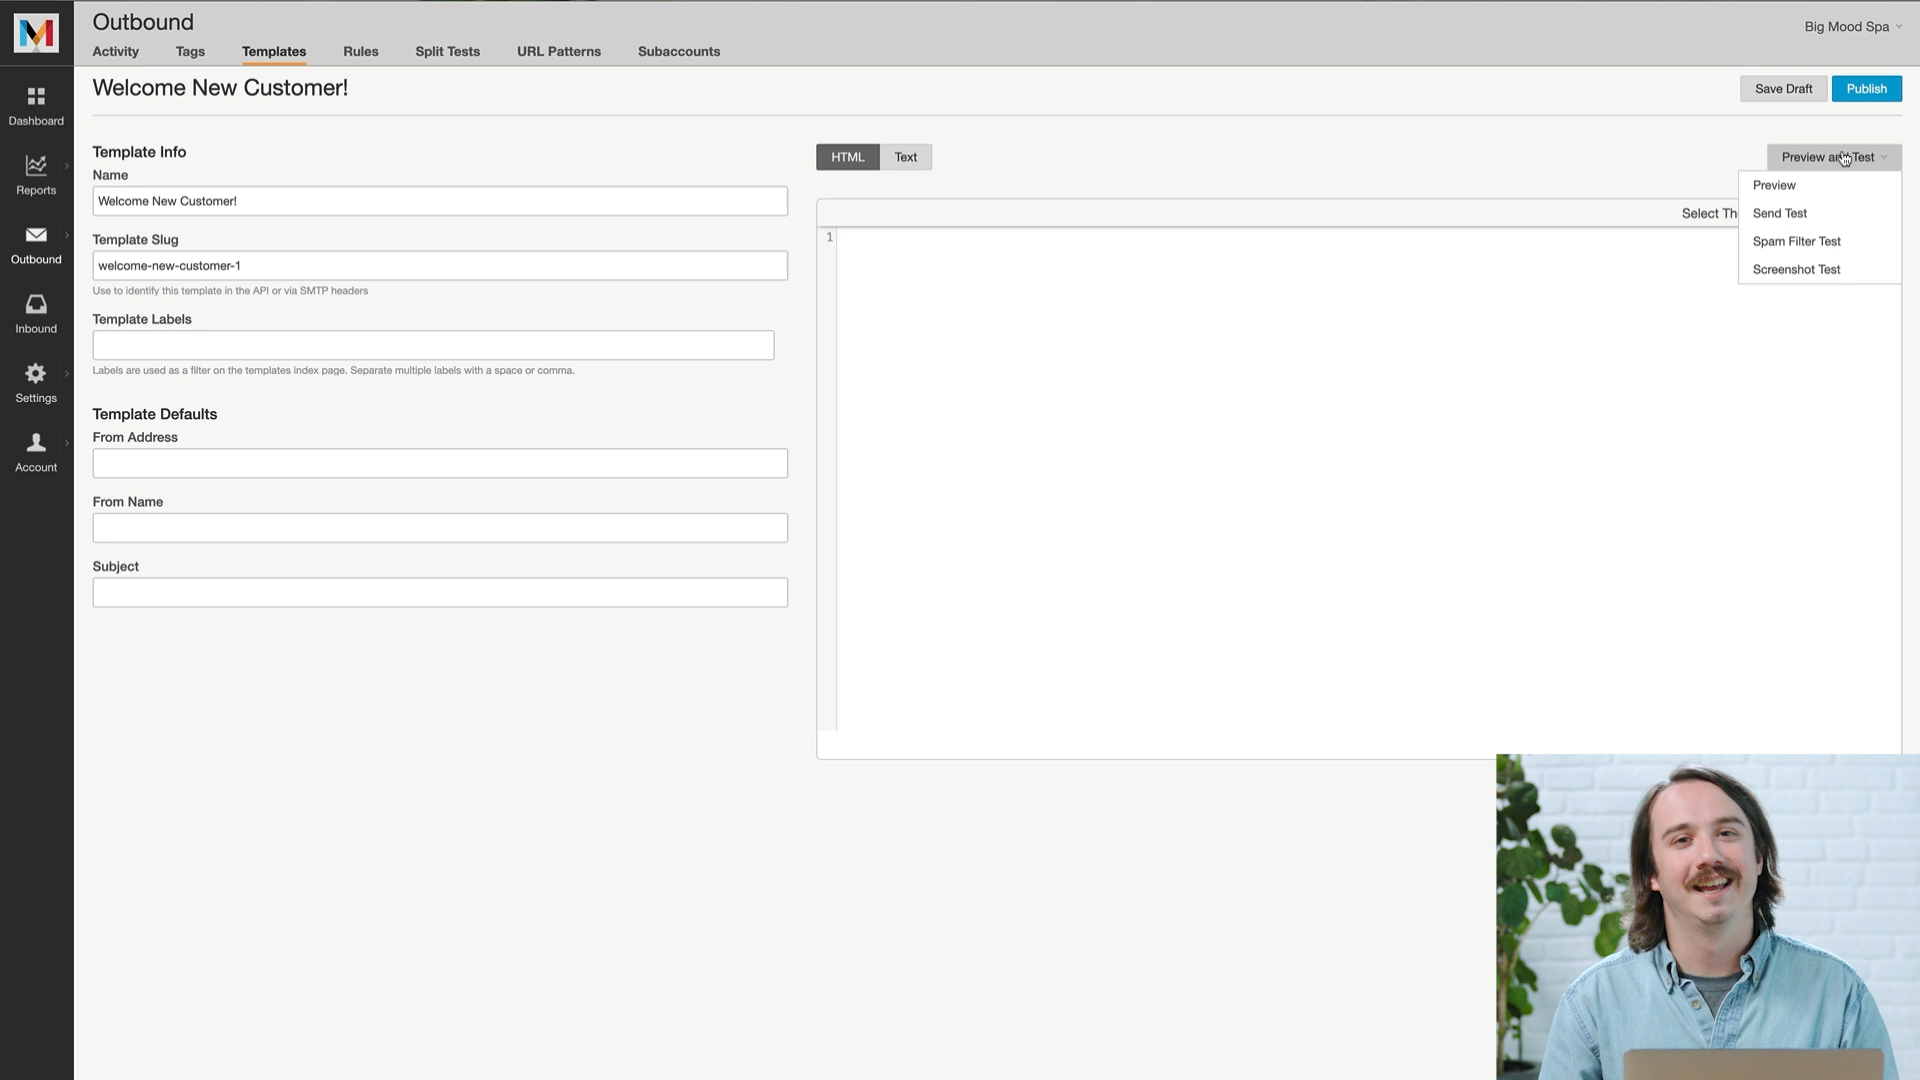 Outbound
Big Mood Spa
Activity Tags Templates Rules Split Tests URL Patterns Subaccounts
Welcome New Customer!
Save Draft Publish
Dashboard
Reports
Outbound
Inbound
Settings
Account
Template Info
Name
Welcome New Customer!
Template Slug
welcome-new-customer-1
Use to identify this template in the API or via SMTP headers
Template Labels
Labels are used as a filter on the templates index page. Separate multiple labels with a space or comma.
Template Defaults
From Address
From Name
Subject
HTML Text
Preview and Test
Preview
Select Th
Send Test
Spam Filter Test
Screenshot Test
1